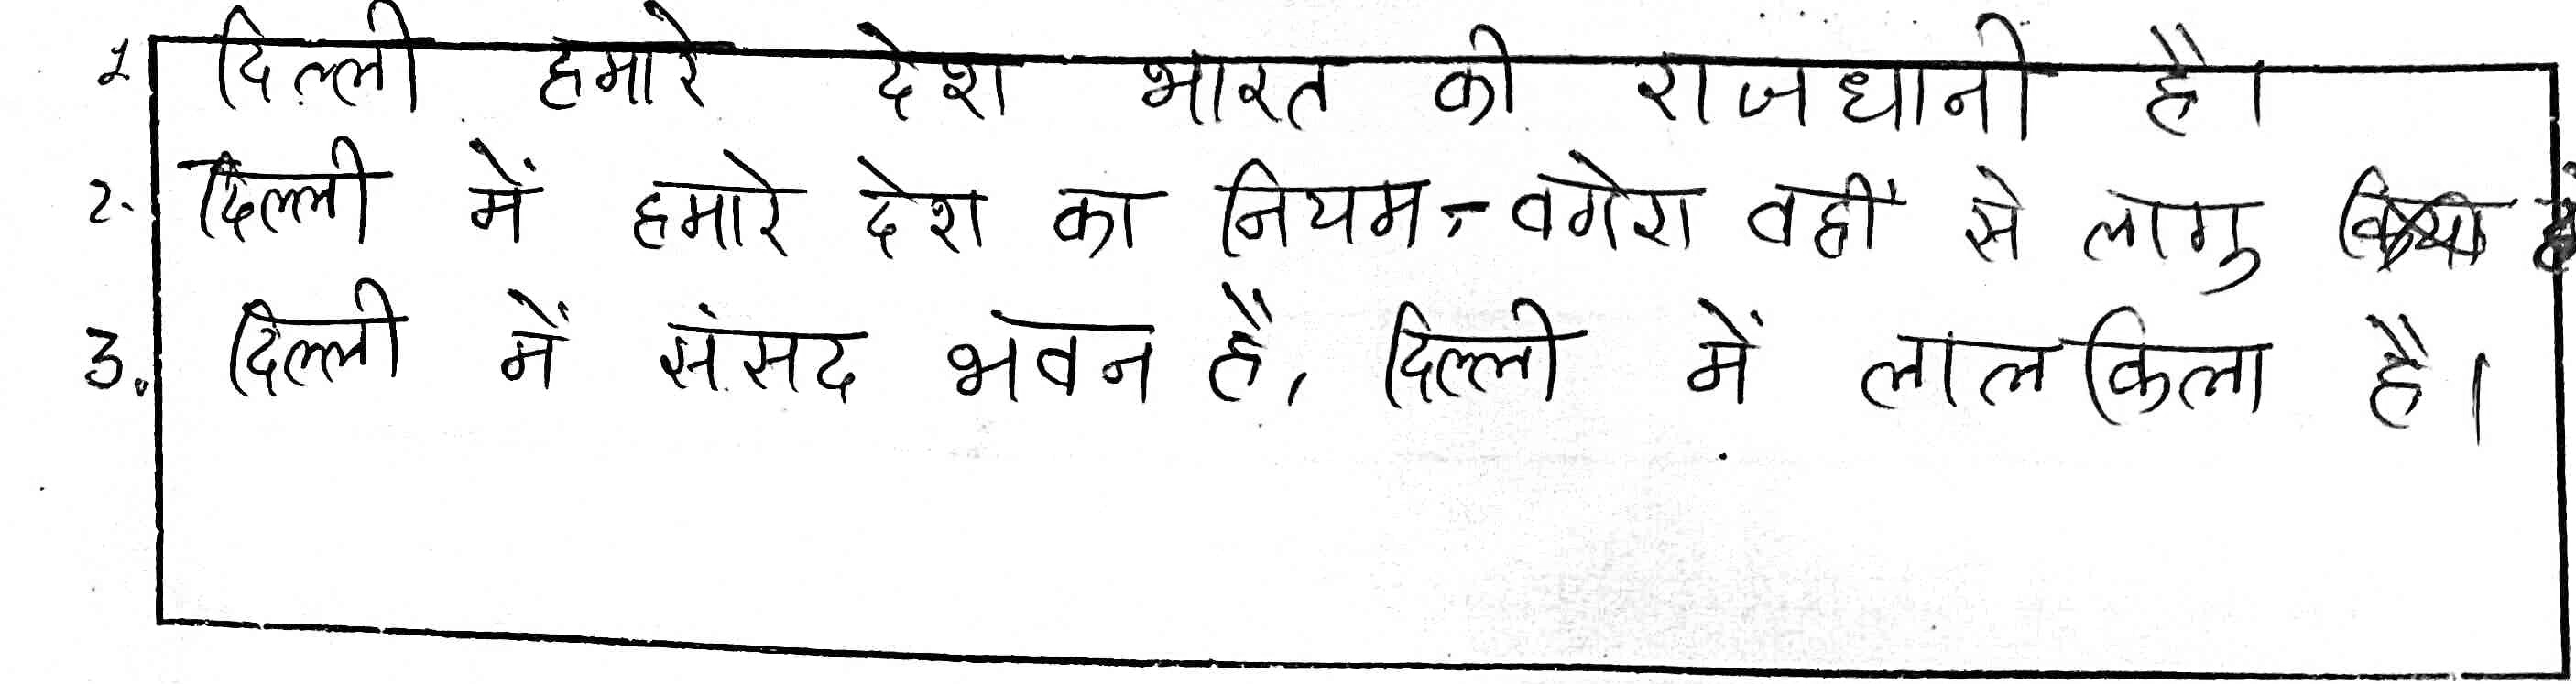 1. दिल्ली हमारे देश भारत की राजधानी है।
2. दिल्ली में हमारे देश का नियम-वगेरा वहीं से लागु
3. दिल्ली में संसद भवन है, दिल्ली में लाल किला है।